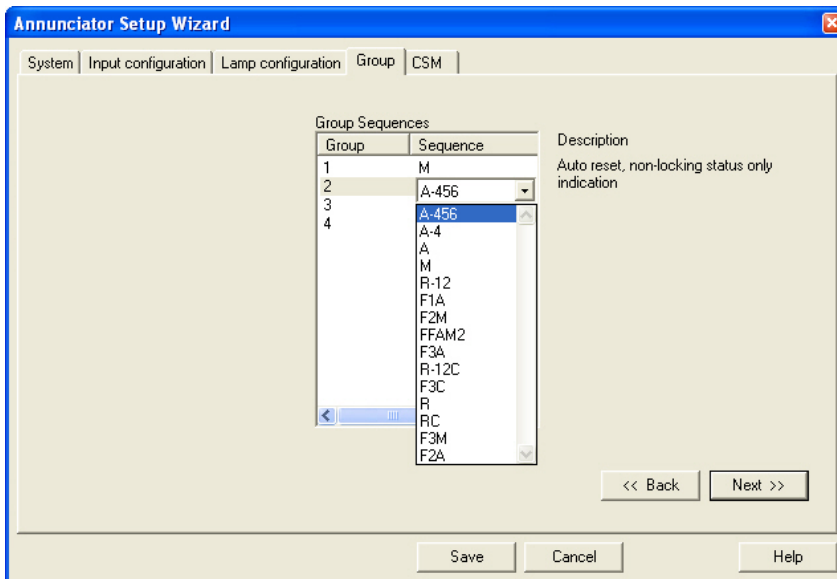 Annunciator Setup Wizard
System Input configuration Lamp configuration Group CSM
Group Sequences
Group Sequence
1 M
2 A-456
3
4
A-456
A-4
A
M
R-12
F1A
F2M
FFAM2
F3A
R-12C
F3C
R
RC
F3M
F2A
Description
Auto reset, non-locking status only
indication
<< Back Next >>
Save Cancel Help